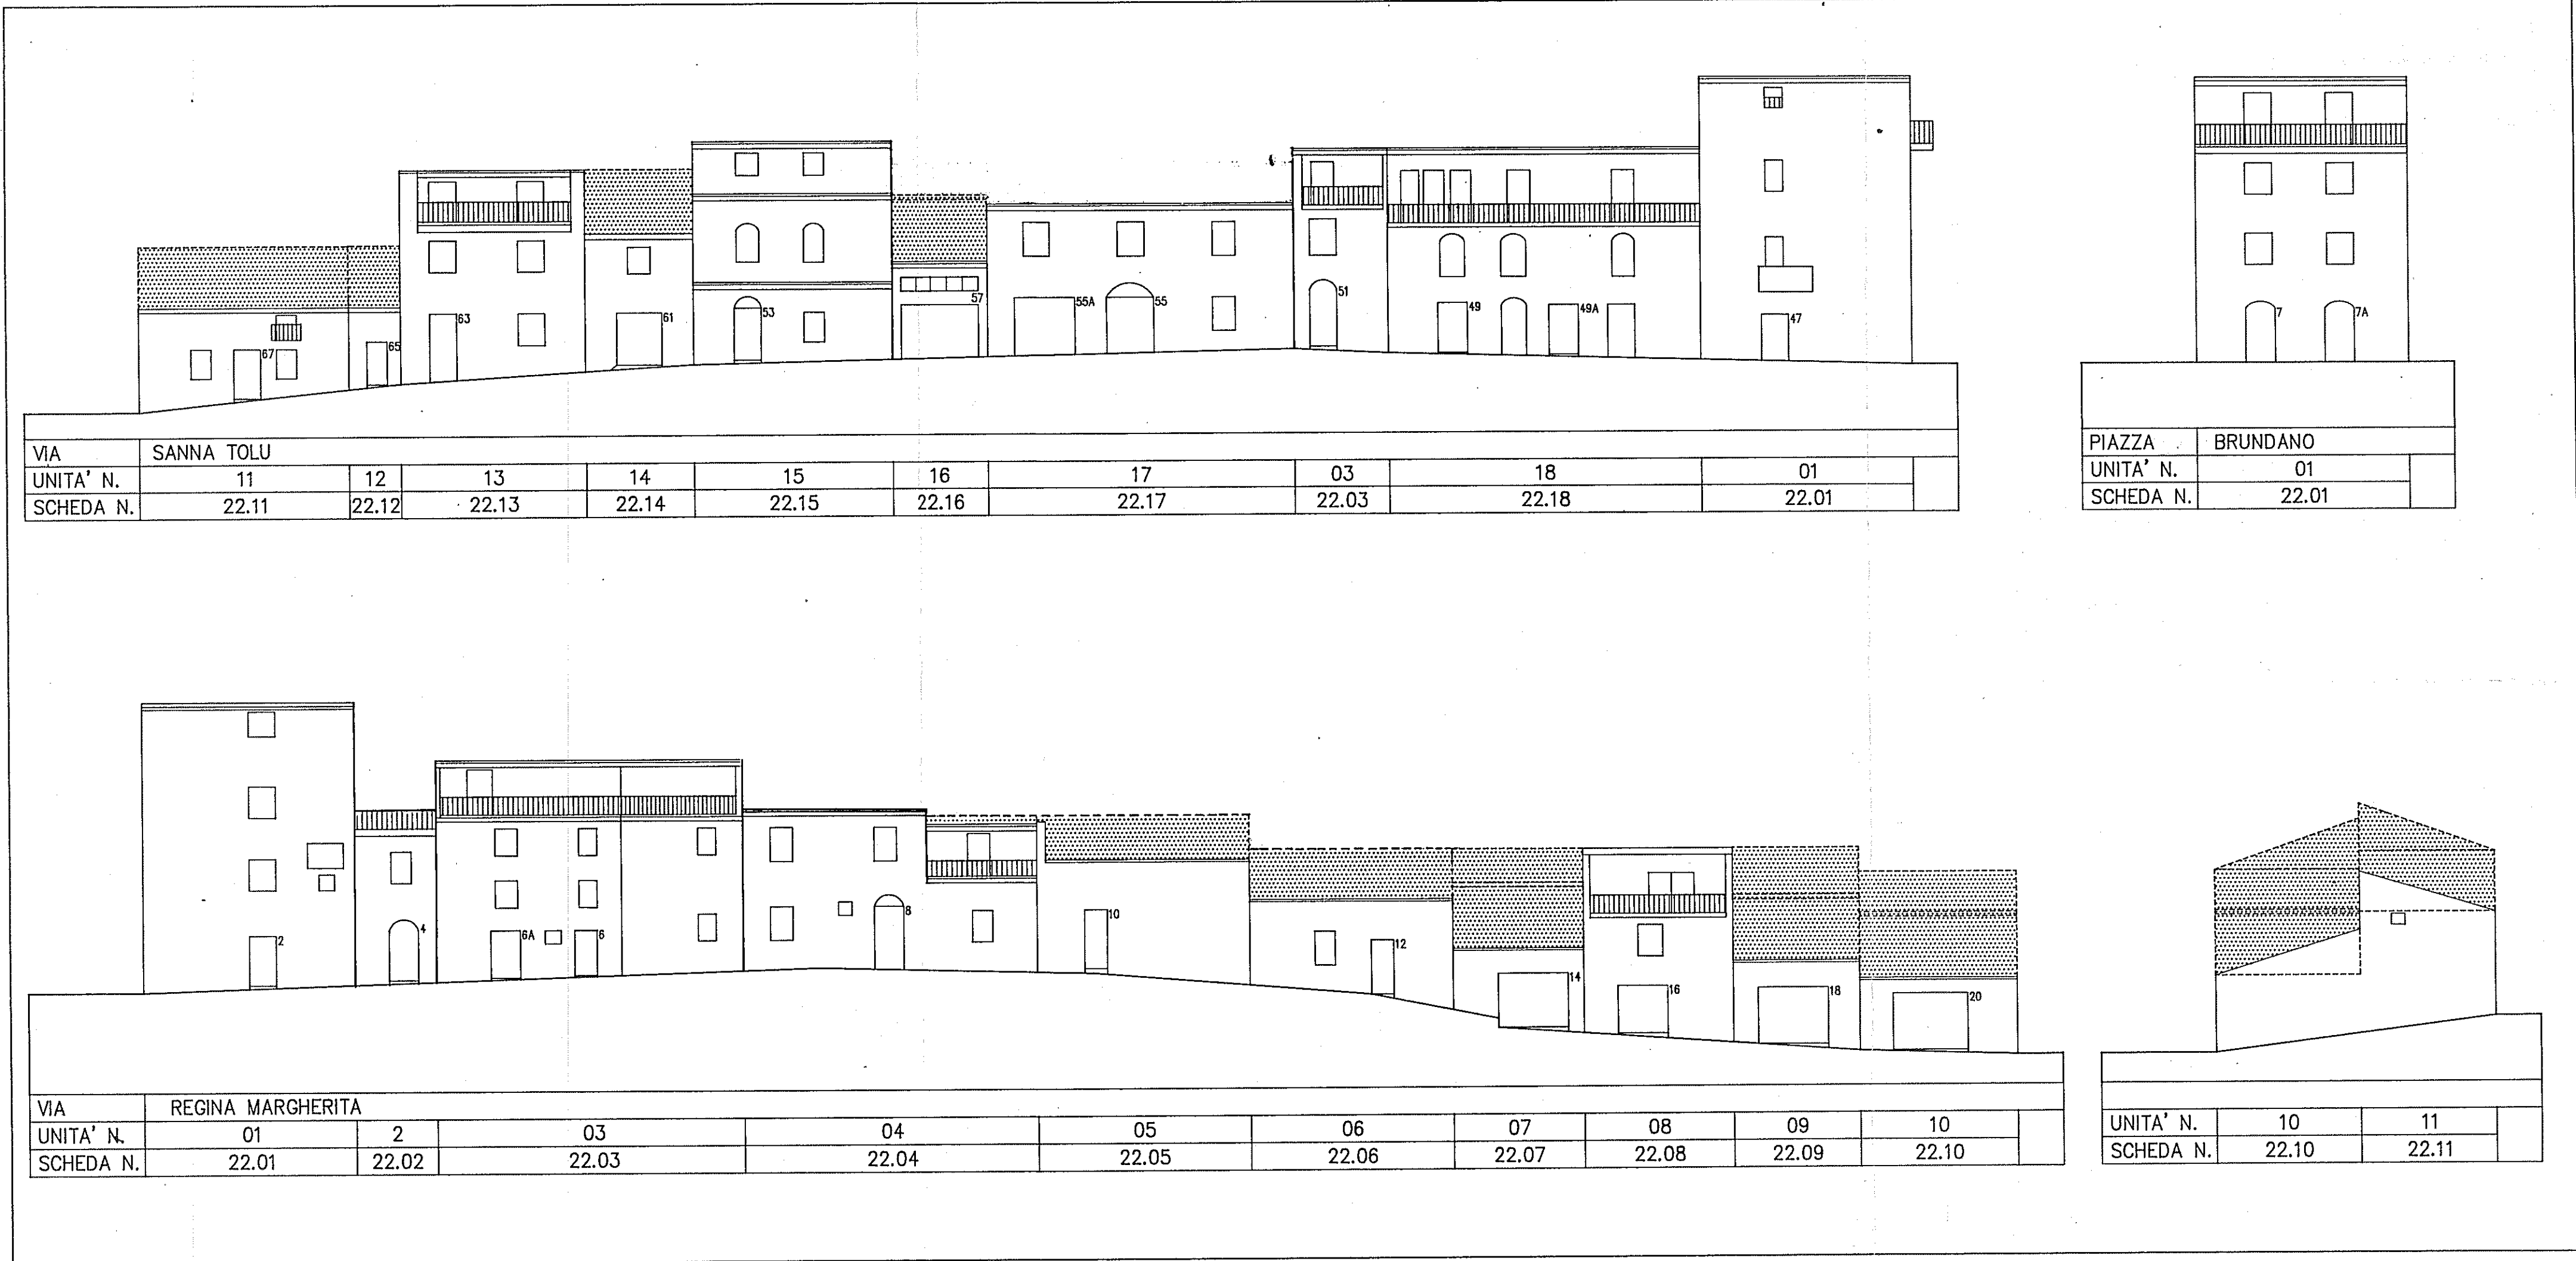 67 65 63 61 53 57 55A 55 51 49 49A 47
VIA SANNA TOLU
UNITA' N. 11 12 13 14 15 16 17 03 18 01
SCHEDA N. 22.11 22.12 22.13 22.14 22.15 22.16 22.17 22.03 22.18 22.01
7 7A
PIAZZA BRUNDANO
UNITA' N. 01
SCHEDA N. 22.01
2 4 6A 6 8 10 12 14 16 18 20
VIA REGINA MARGHERITA
UNITA' N. 01 2 03 04 05 06 07 08 09 10
SCHEDA N. 22.01 22.02 22.03 22.04 22.05 22.06 22.07 22.08 22.09 22.10
UNITA' N. 10 11
SCHEDA N. 22.10 22.11